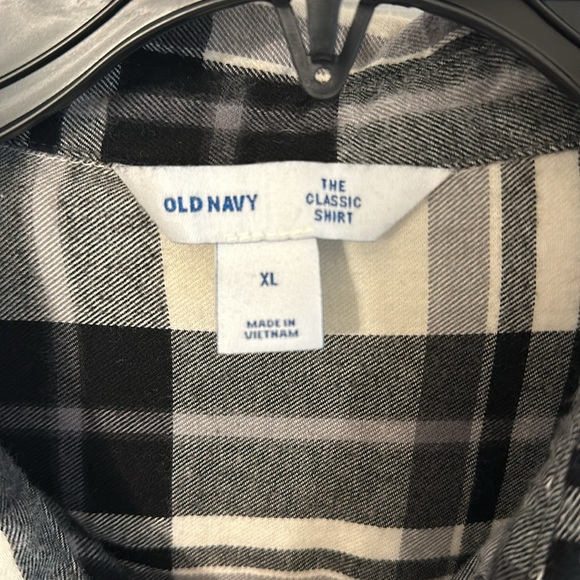 OLD NAVY
THE
CLASSIC
SHIRT
XL
MADE IN
VIETNAM